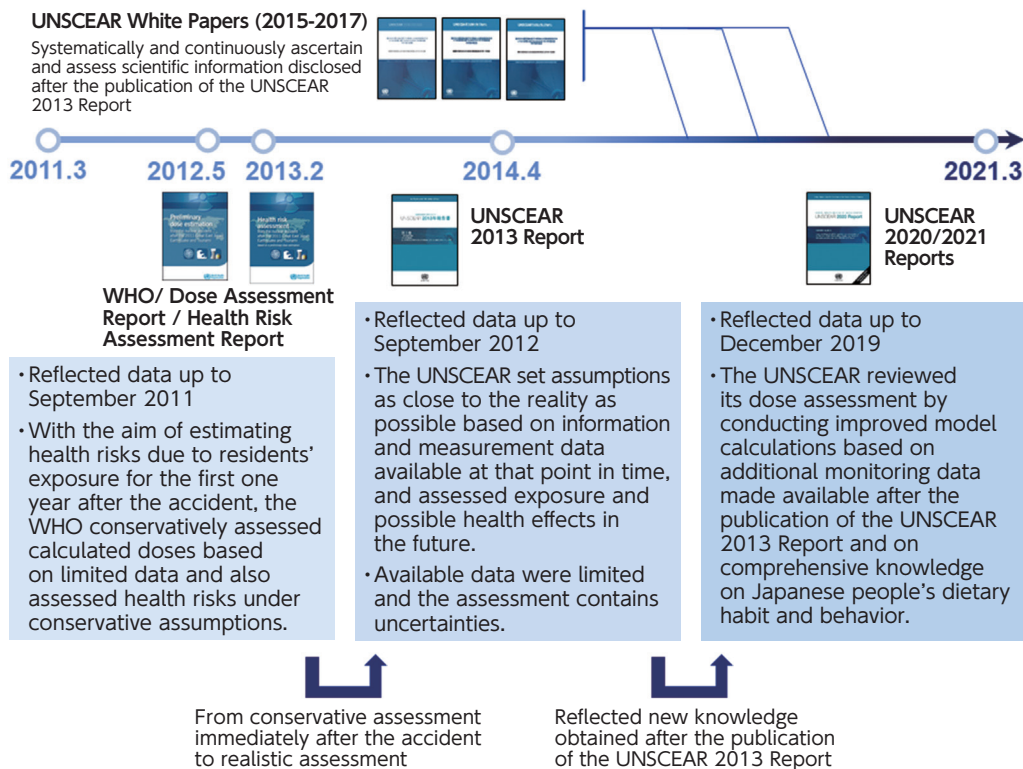 UNSCEAR White Papers (2015-2017)
Systematically and continuously ascertain
and assess scientific information disclosed
after the publication of the UNSCEAR
2013 Report
2011.3
2012.5
2013.2
2014.4
2021.3
Preliminary
dose estimation
Health risk
assessment
WHO/ Dose Assessment
Report / Health Risk
Assessment Report
UNSCEAR
2013 Report
UNSCEAR 2020 Report
UNSCEAR
2020/2021
Reports
・Reflected data up to
September 2011
・With the aim of estimating
health risks due to residents’
exposure for the first one
year after the accident, the
WHO conservatively assessed
calculated doses based
on limited data and also
assessed health risks under
conservative assumptions.
・Reflected data up to
September 2012
・The UNSCEAR set assumptions
as close to the reality as
possible based on information
and measurement data
available at that point in time,
and assessed exposure and
possible health effects in
the future.
・Available data were limited
and the assessment contains
uncertainties.
・Reflected data up to
December 2019
・The UNSCEAR reviewed
its dose assessment by
conducting improved model
calculations based on
additional monitoring data
made available after the
publication of the UNSCEAR
2013 Report and on
comprehensive knowledge
on Japanese people’s dietary
habit and behavior.
From conservative assessment
immediately after the accident
to realistic assessment
Reflected new knowledge
obtained after the publication
of the UNSCEAR 2013 Report